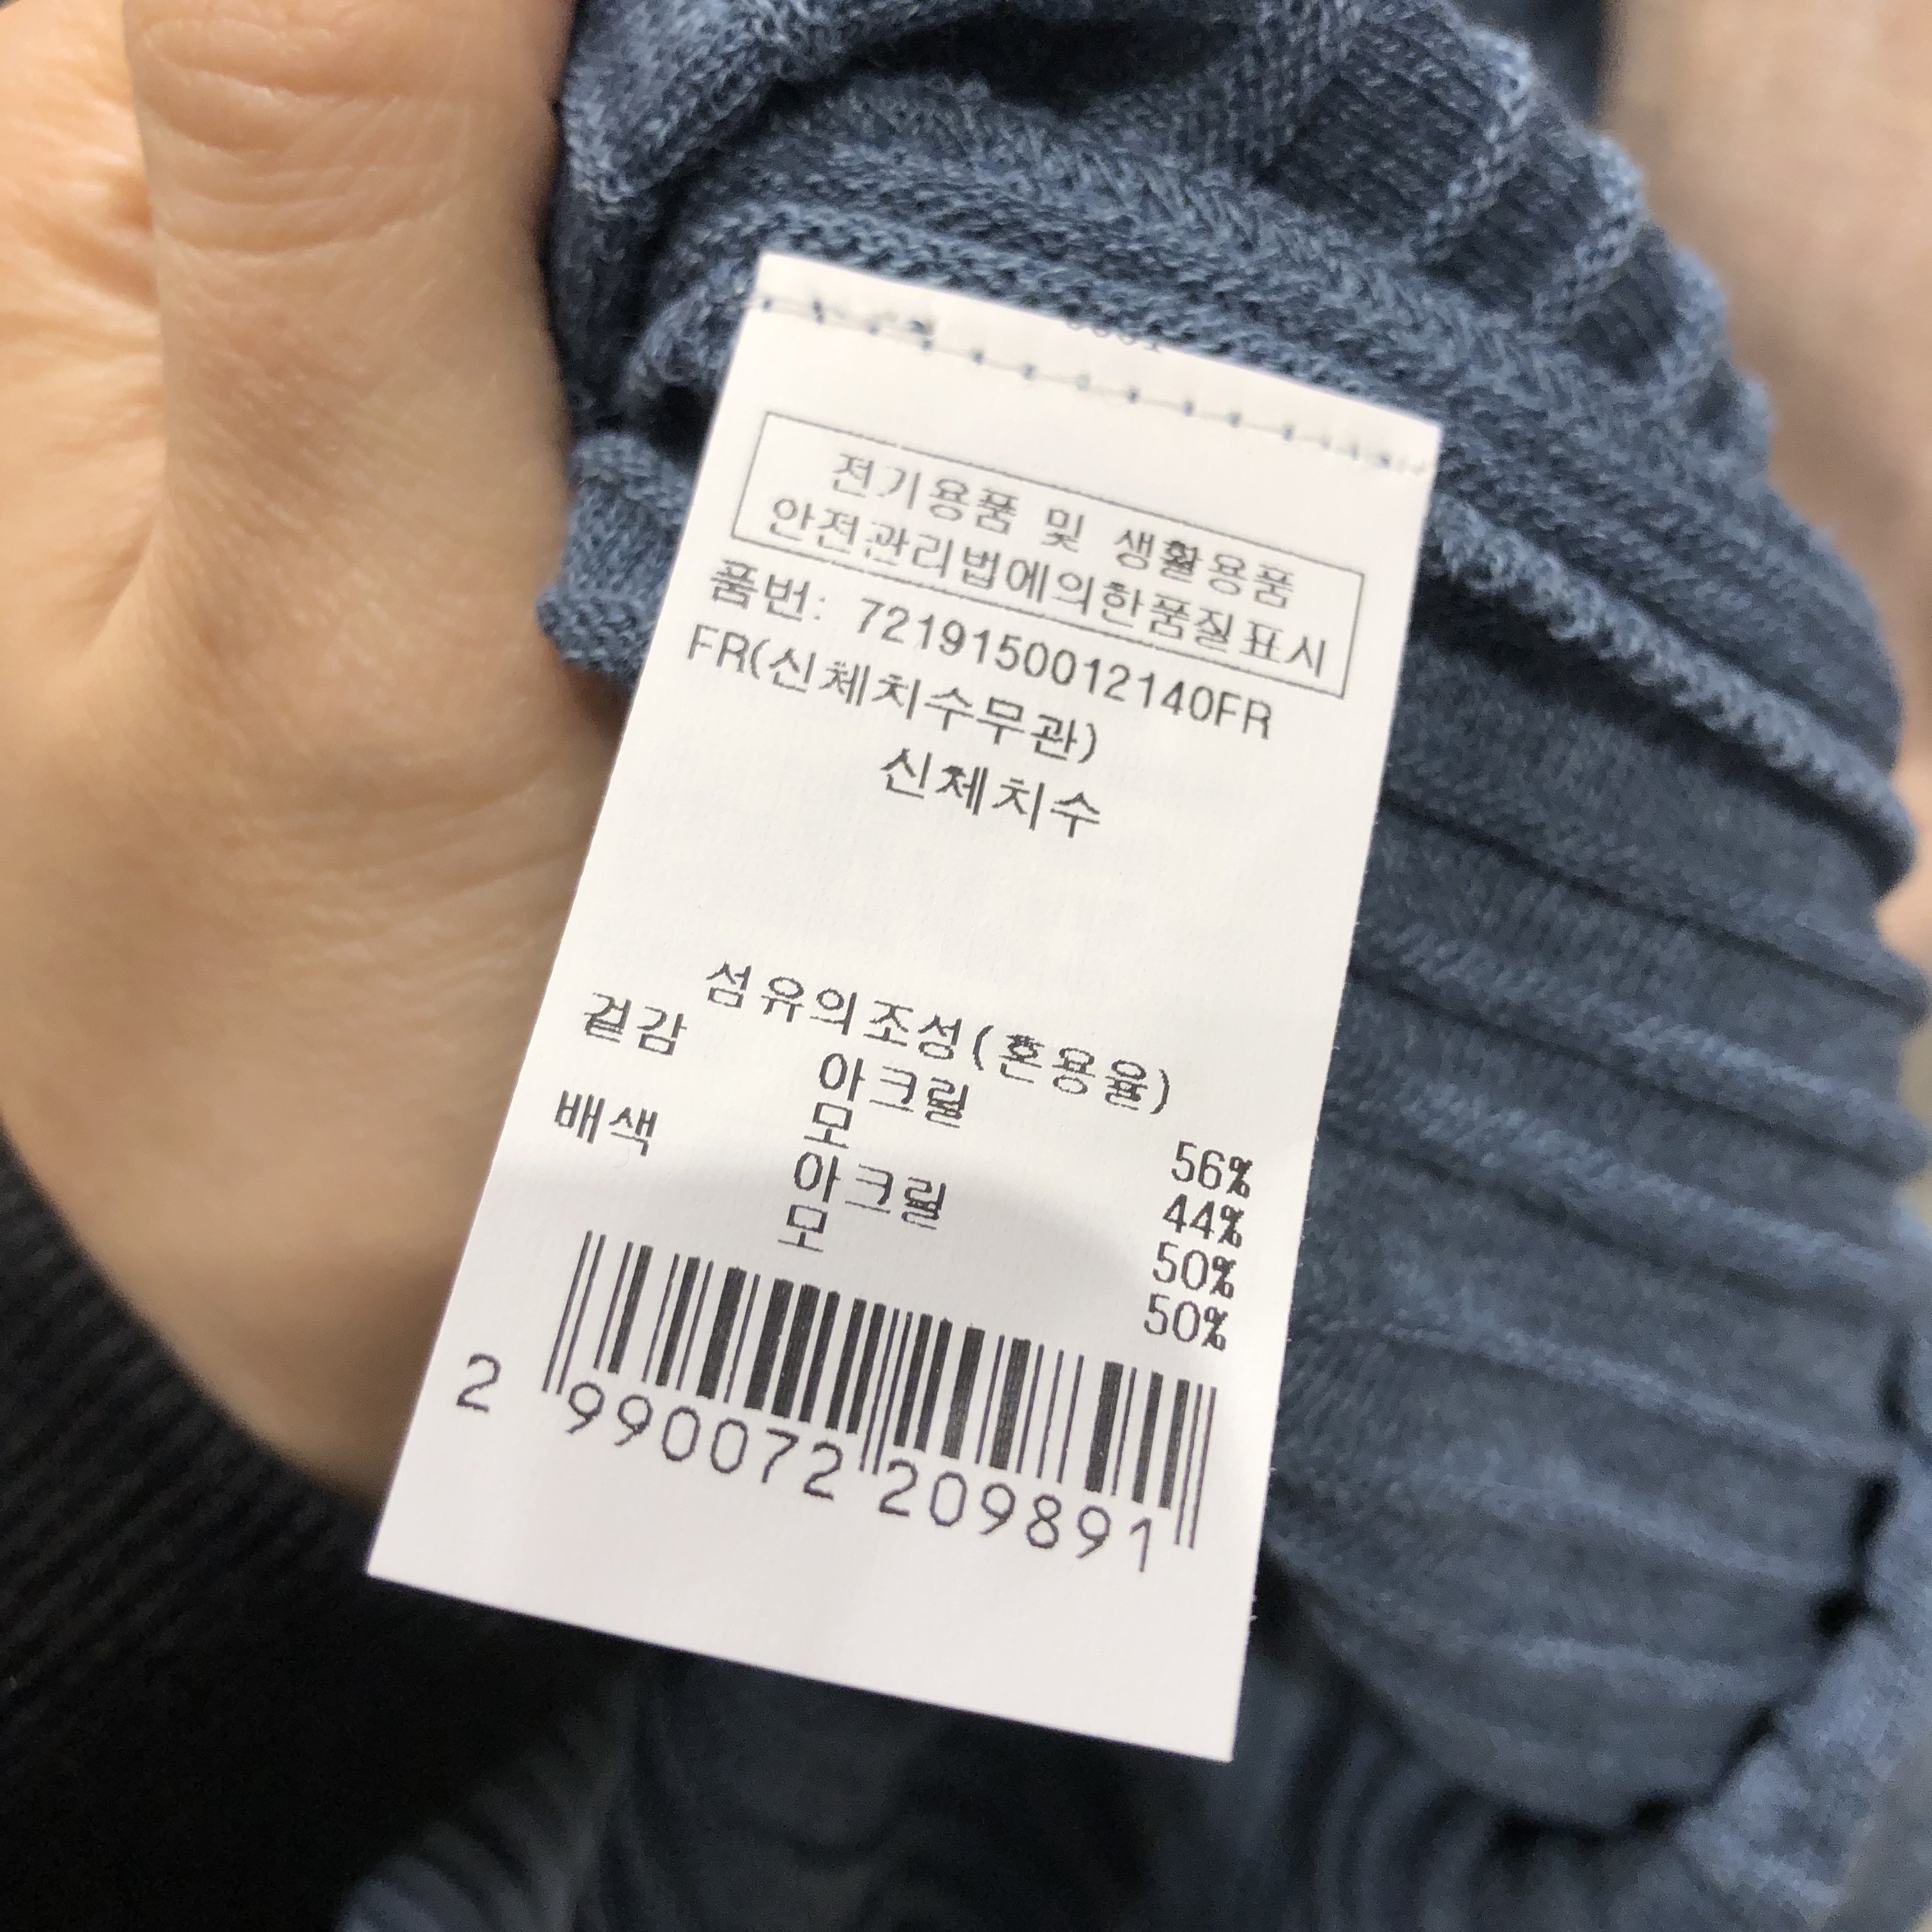 전기용품 및 생활용품
안전관리법에의한품질표시
품번: 7219150012140FR
FR(신체치수무관)
신체치수
섬유의조성(혼용율)
겉감 아크릴 56%
모 44%
배색 아크릴 50%
모 50%
2 990072 209891